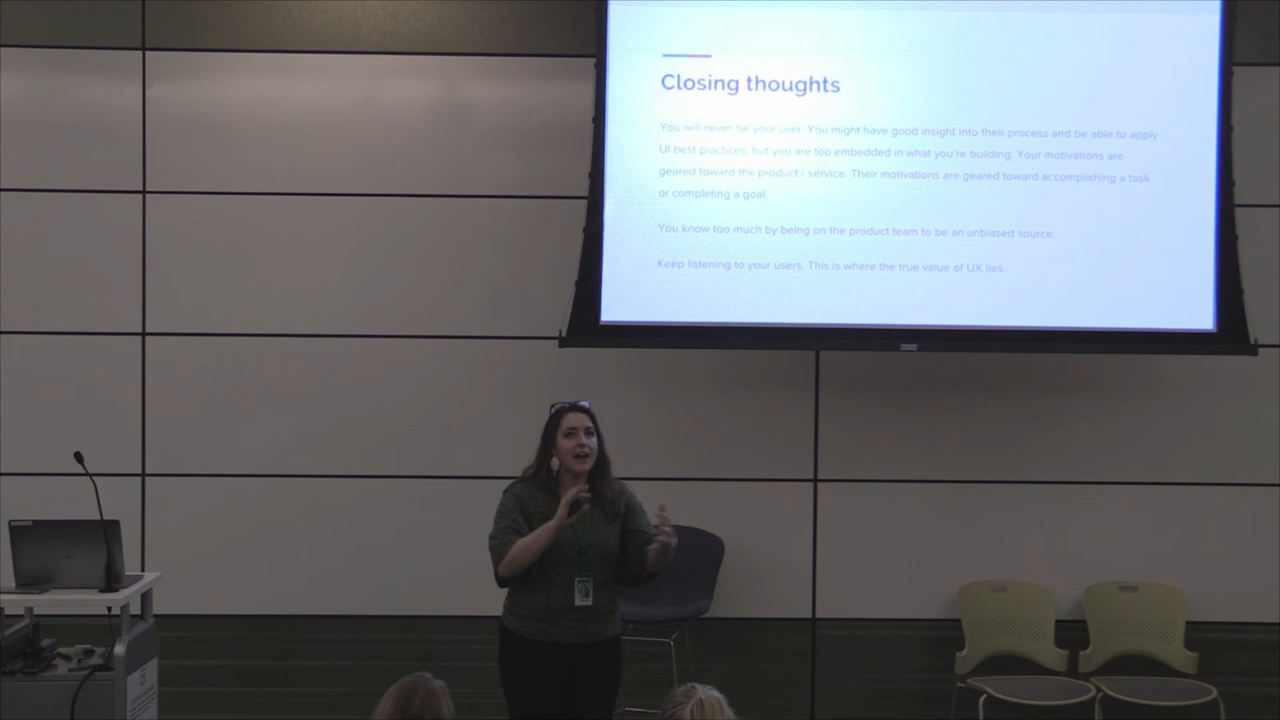 Closing thoughts
You will never be your user. You might have good insight into their process and be able to apply
UI best practices, but you are too embedded in what you're building. Your motivations are
geared toward the product / service. Their motivations are geared toward accomplishing a task
or completing a goal.
You know too much by being on the product team to be an unbiased source.
Keep listening to your users. This is where the true value of UX lies.